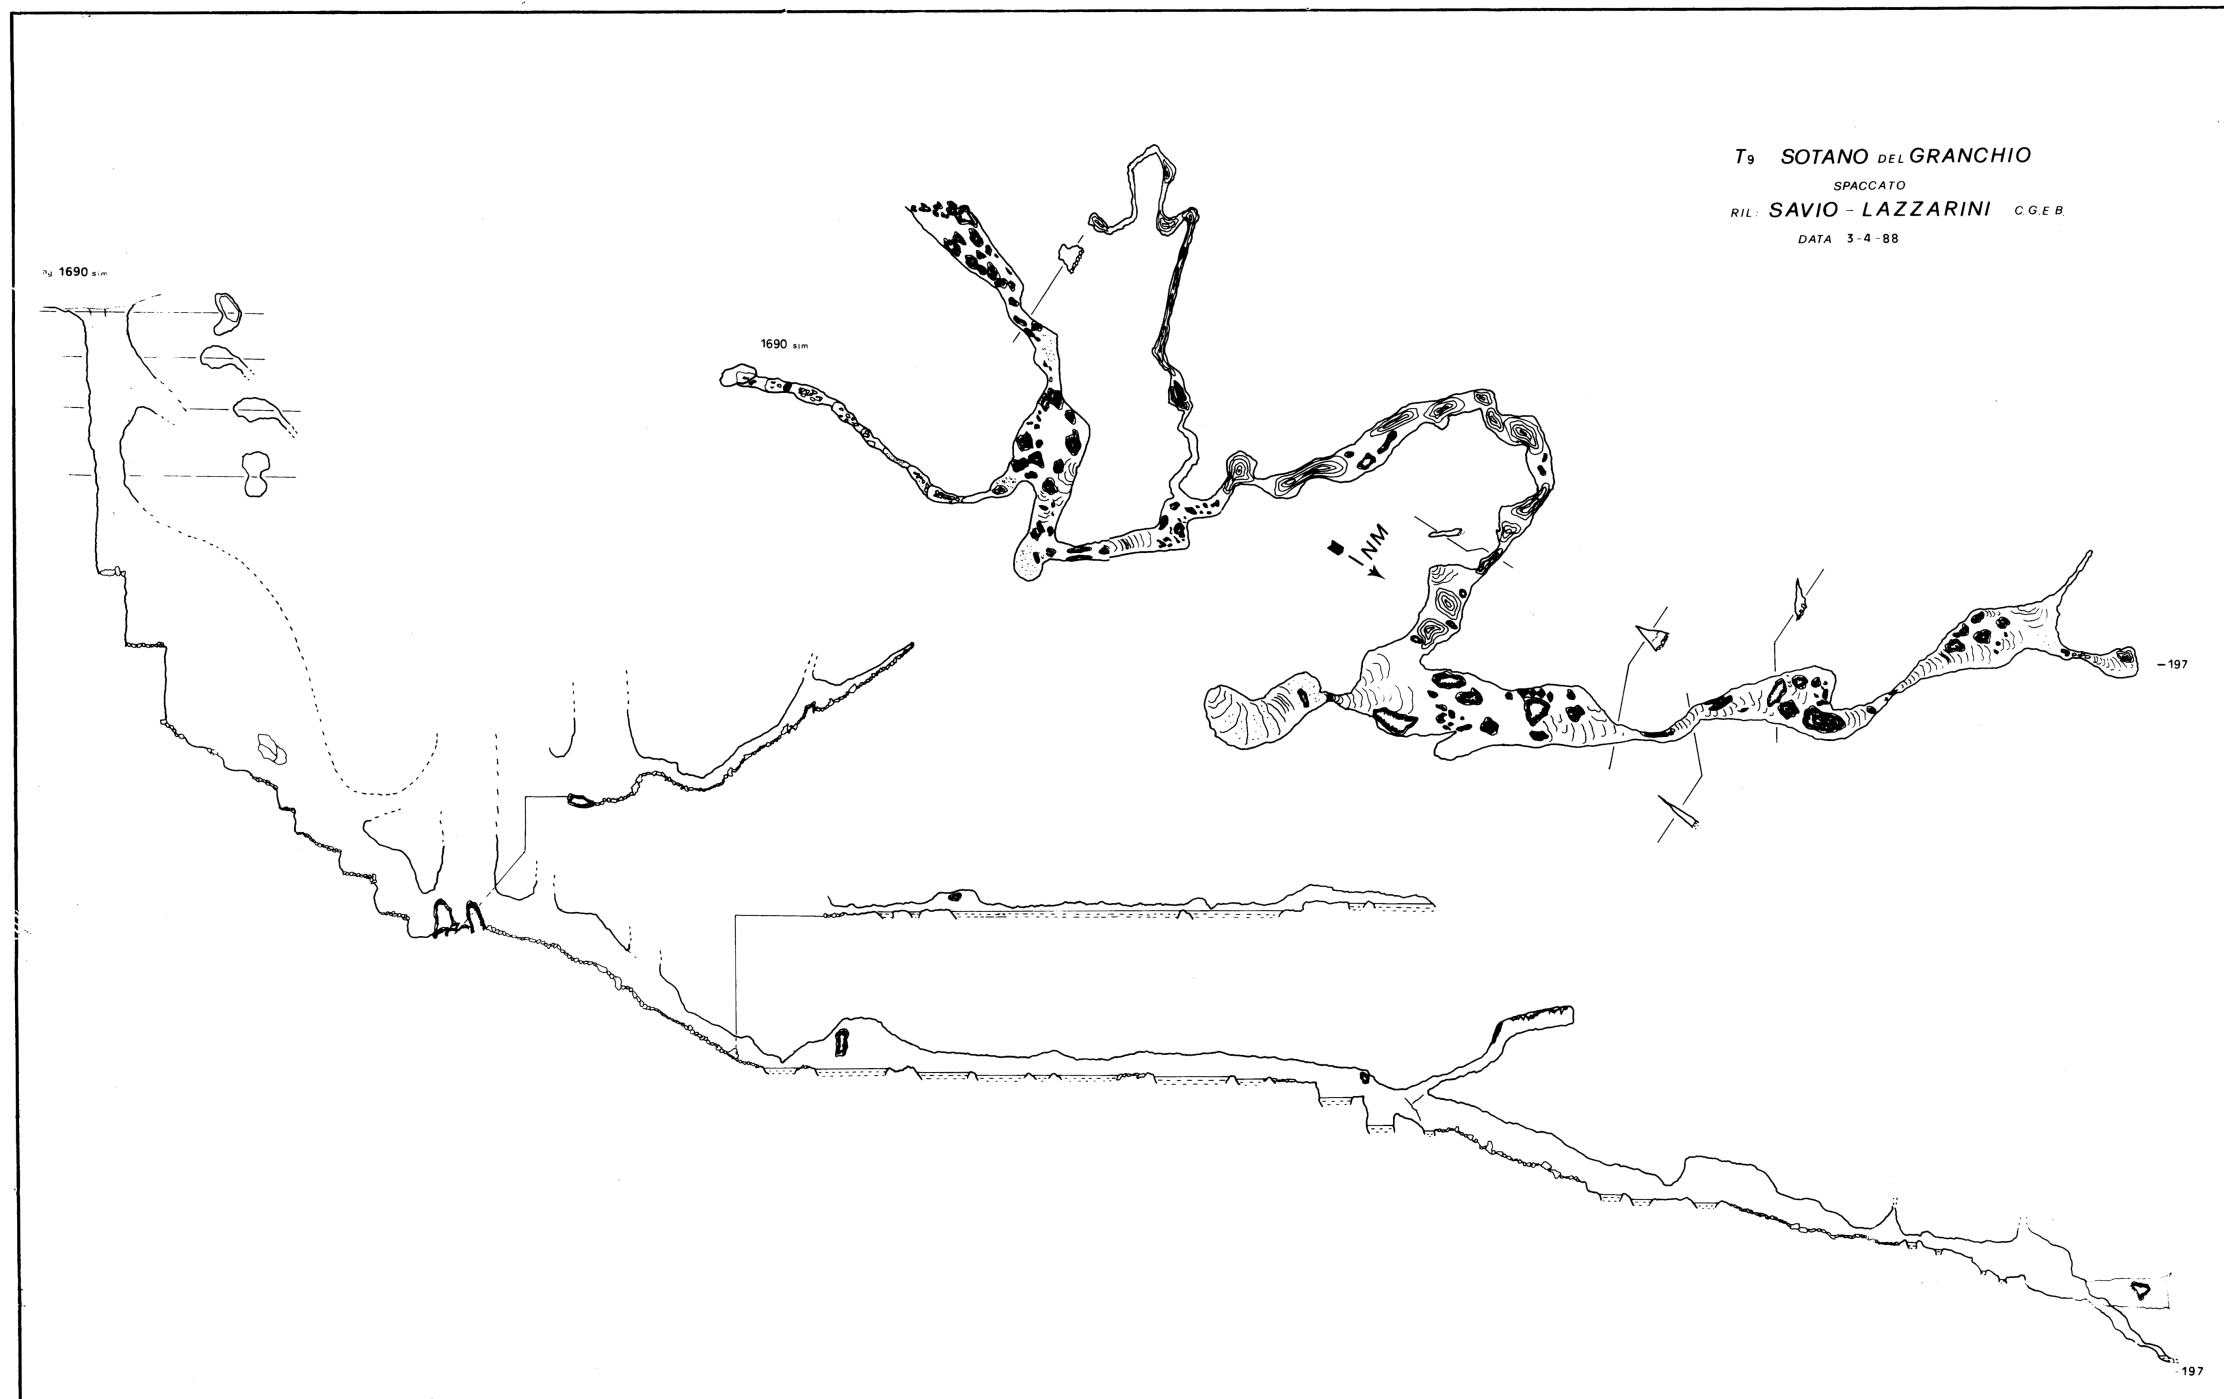 T9 SOTANO DEL GRANCHIO
SPACCATO
RIL: SAVIO - LAZZARINI C.G.E B.
DATA 3-4-88
1690 slm
1690 slm
NM
-197
-197